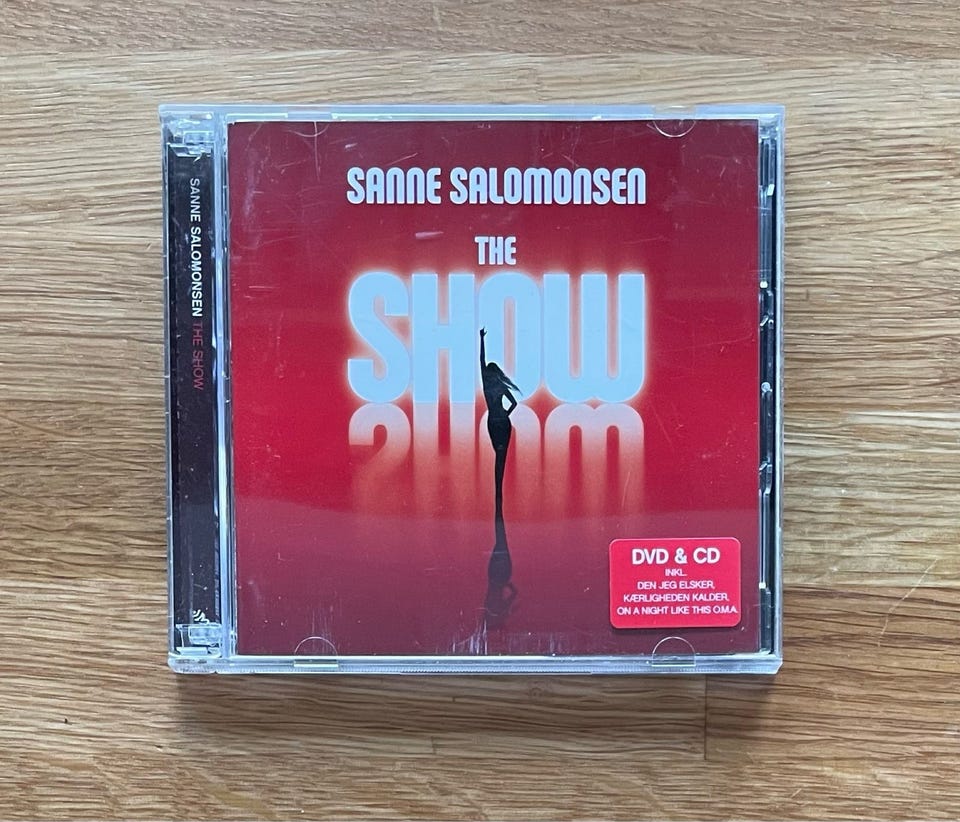 SANNE SALOMONSEN THE SHOW
SANNE SALOMONSEN
THE
SHOW
DVD & CD
INKL.
DEN JEG ELSKER,
KÆRLIGHEDEN KALDER,
ON A NIGHT LIKE THIS O.M.A.